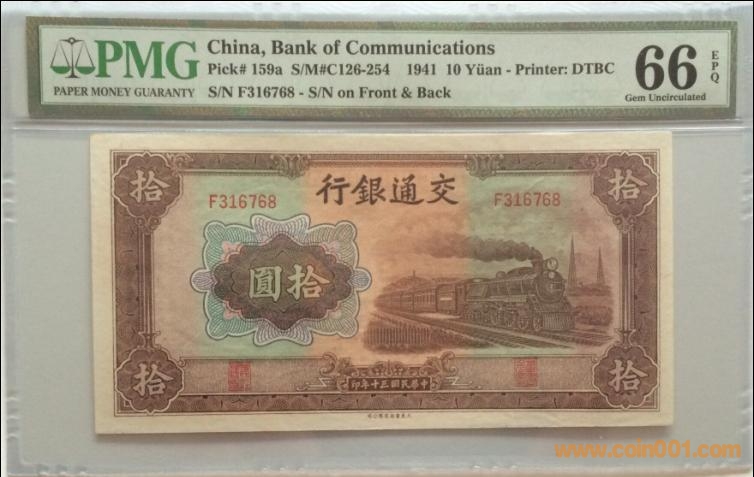 PMG
PAPER MONEY GUARANTY
China, Bank of Communications
Pick# 159a S/M#C126-254 1941 10 Yüan - Printer: DTBC
S/N F316768 - S/N on Front & Back
66 EPQ
Gem Uncirculated
拾
拾
行銀通交
F316768
F316768
圓拾
拾
拾
印年十三國民華中
www.coin001.com